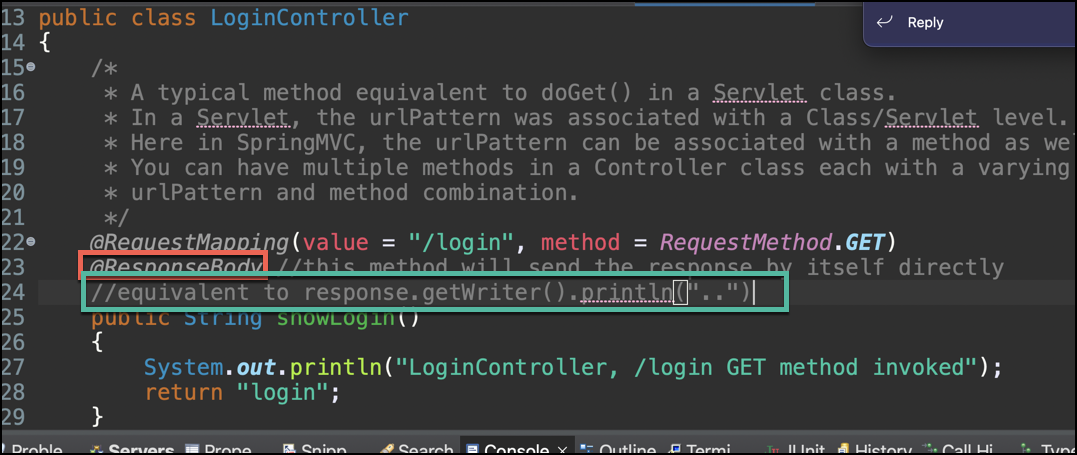 Reply
13 public class LoginController
14 {
15 /*
16 * A typical method equivalent to doGet() in a Servlet class.
17 * In a Servlet, the urlPattern was associated with a Class/Servlet level.
18 * Here in SpringMVC, the urlPattern can be associated with a method as we
19 * You can have multiple methods in a Controller class each with a varying
20 * urlPattern and method combination.
21 */
22 @RequestMapping(value = "/login", method = RequestMethod.GET)
23 @ResponseBody //this method will send the response by itself directly
24 //equivalent to response.getWriter().println("..")
25 public String showLogin()
26 {
27 System.out.println("LoginController, /login GET method invoked");
28 return "login";
29 }
Proble Servers Prope Snipp Search Console Outline Termi JUnit History Call Hi Type